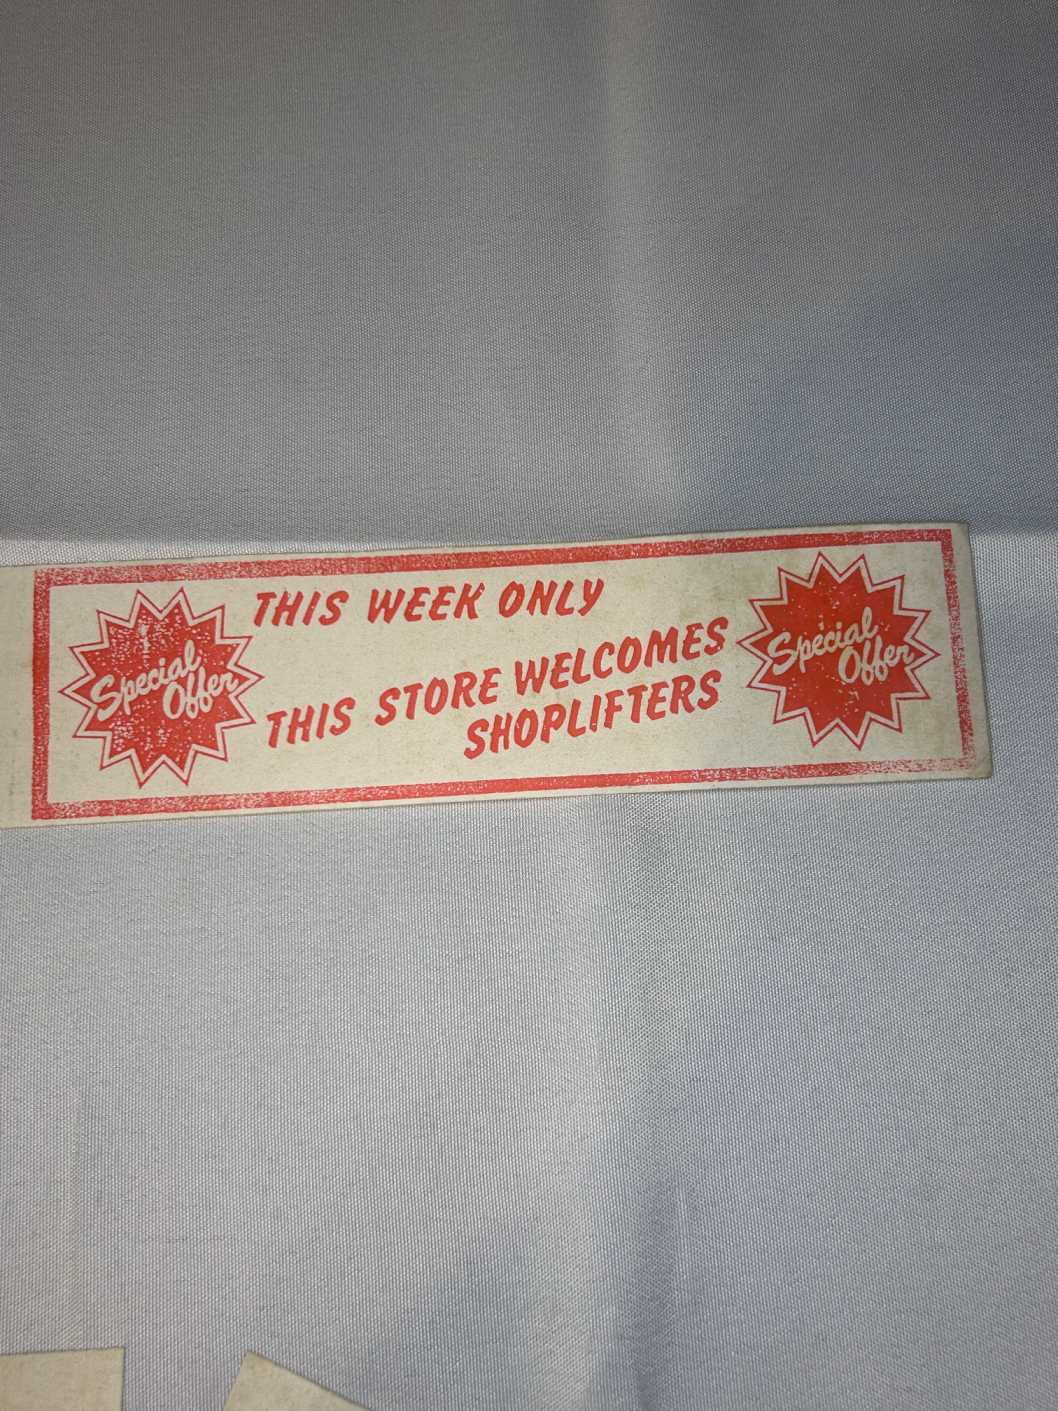 Special
Offer
THIS WEEK ONLY
THIS STORE WELCOMES
SHOPLIFTERS
Special
Offer